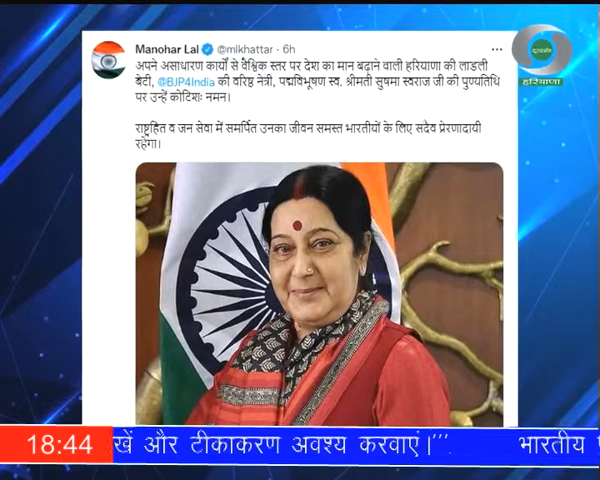 Manohar Lal @mlkhattar · 6h
अपने असाधारण कार्यों से वैश्विक स्तर पर देश का मान बढ़ाने वाली हरियाणा की लाडली
बेटी, @BJP4India की वरिष्ठ नेत्री, पद्मविभूषण स्व. श्रीमती सुषमा स्वराज जी की पुण्यतिथि
पर उन्हें कोटिशः नमन।
राष्ट्रहित व जन सेवा में समर्पित उनका जीवन समस्त भारतीयों के लिए सदैव प्रेरणादायी
रहेगा।
दूरदर्शन
हरियाणा
18:44 खें और टीकाकरण अवश्य करवाएं।''' भारतीय